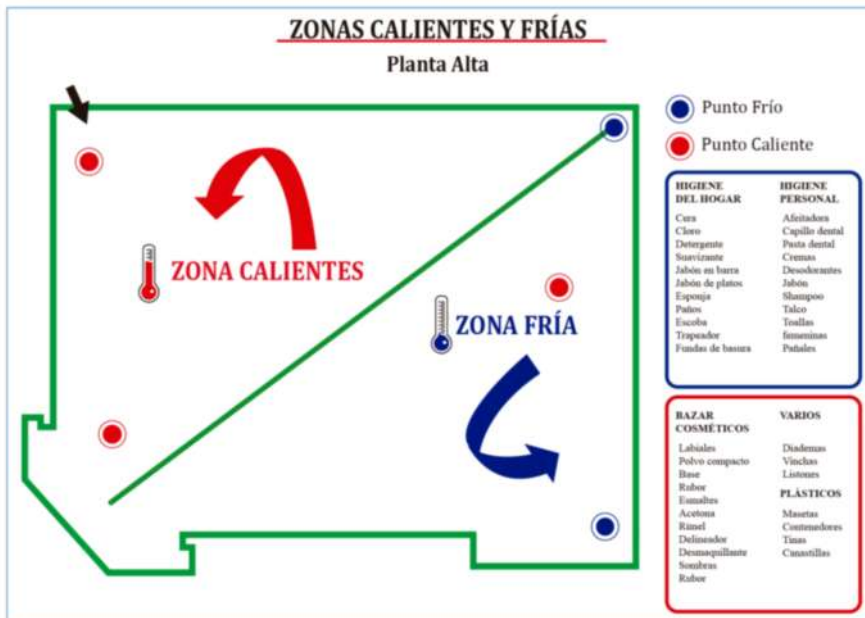 ZONAS CALIENTES Y FRÍAS
Planta Alta
Punto Frío
Punto Caliente
ZONA CALIENTES
ZONA FRÍA
HIGIENE
DEL HOGAR
Cera
Cloro
Detergente
Suavizante
Jabón en barra
Jabón de platos
Esponja
Paños
Escoba
Trapeador
Fundas de basura
HIGIENE
PERSONAL
Afeitadora
Capillo dental
Pasta dental
Cremas
Desodorantes
Jabón
Shampoo
Talco
Toallas
femeninas
Pañales
BAZAR
COSMÉTICOS
Labiales
Polvo compacto
Base
Rubor
Esmaltes
Acetona
Rímel
Delineador
Desmaquillante
Sombras
Rubor
VARIOS
Diademas
Vinchas
Listones
PLÁSTICOS
Masetas
Contenedores
Tinas
Canastillas